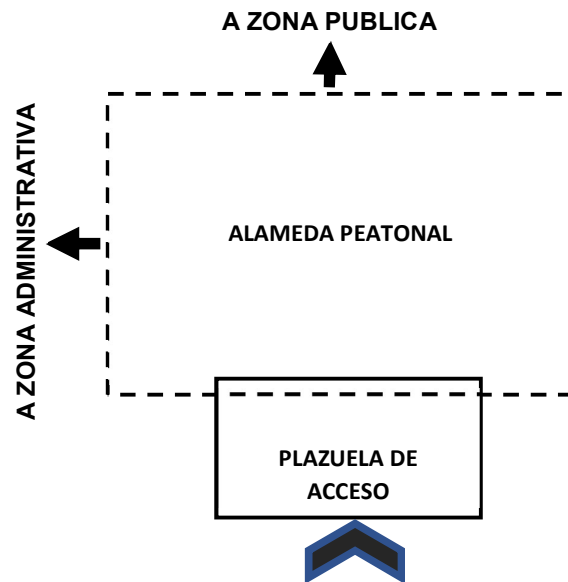 A ZONA PUBLICA
A ZONA ADMINISTRATIVA
ALAMEDA PEATONAL
PLAZUELA DE
ACCESO